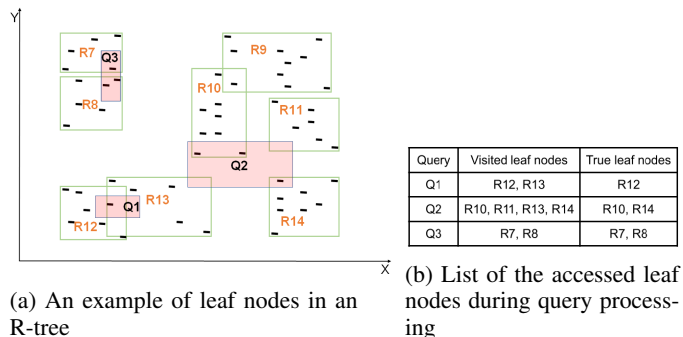 Y
R7
Q3
R8
R9
R10
R11
Q2
R13
Q1
R12
R14
X
(a) An example of leaf nodes in an
R-tree
Query Visited leaf nodes True leaf nodes
Q1 R12, R13 R12
Q2 R10, R11, R13, R14 R10, R14
Q3 R7, R8 R7, R8
(b) List of the accessed leaf
nodes during query process-
ing